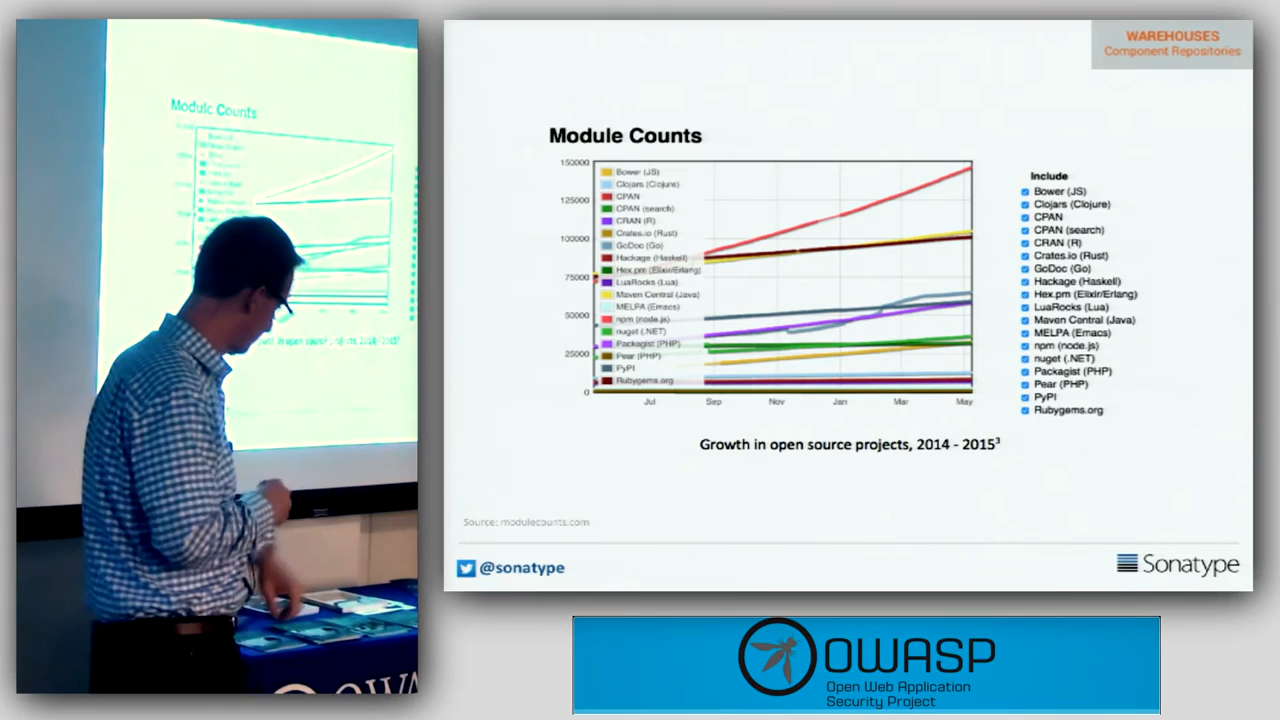 Module Counts
OWA
WAREHOUSES
Component Repositories
Module Counts
150000
125000
100000
75000
50000
25000
0
Bower (JS)
Clojars (Clojure)
CPAN
CPAN (search)
CRAN (R)
Crates.io (Rust)
GoDoc (Go)
Hackage (Haskell)
Hex.pm (Elixir/Erlang)
LuaRocks (Lua)
Maven Central (Java)
MELPA (Emacs)
npm (node.js)
nuget (.NET)
Packagist (PHP)
Pear (PHP)
PyPI
Rubygems.org
Jul Sep Nov Jan Mar May
Include
Bower (JS)
Clojars (Clojure)
CPAN
CPAN (search)
CRAN (R)
Crates.io (Rust)
GoDoc (Go)
Hackage (Haskell)
Hex.pm (Elixir/Erlang)
LuaRocks (Lua)
Maven Central (Java)
MELPA (Emacs)
npm (node.js)
nuget (.NET)
Packagist (PHP)
Pear (PHP)
PyPI
Rubygems.org
Growth in open source projects, 2014 - 2015³
Source: modulecounts.com
@sonatype
Sonatype
OWASP
Open Web Application
Security Project